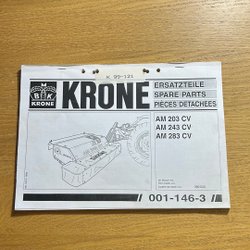 K 99-121
M
B K
KRONE
KRONE
ERSATZTEILE
SPARE PARTS
PIÈCES DÉTACHÉES
AM 203 CV
AM 243 CV
AM 283 CV
001-146-3